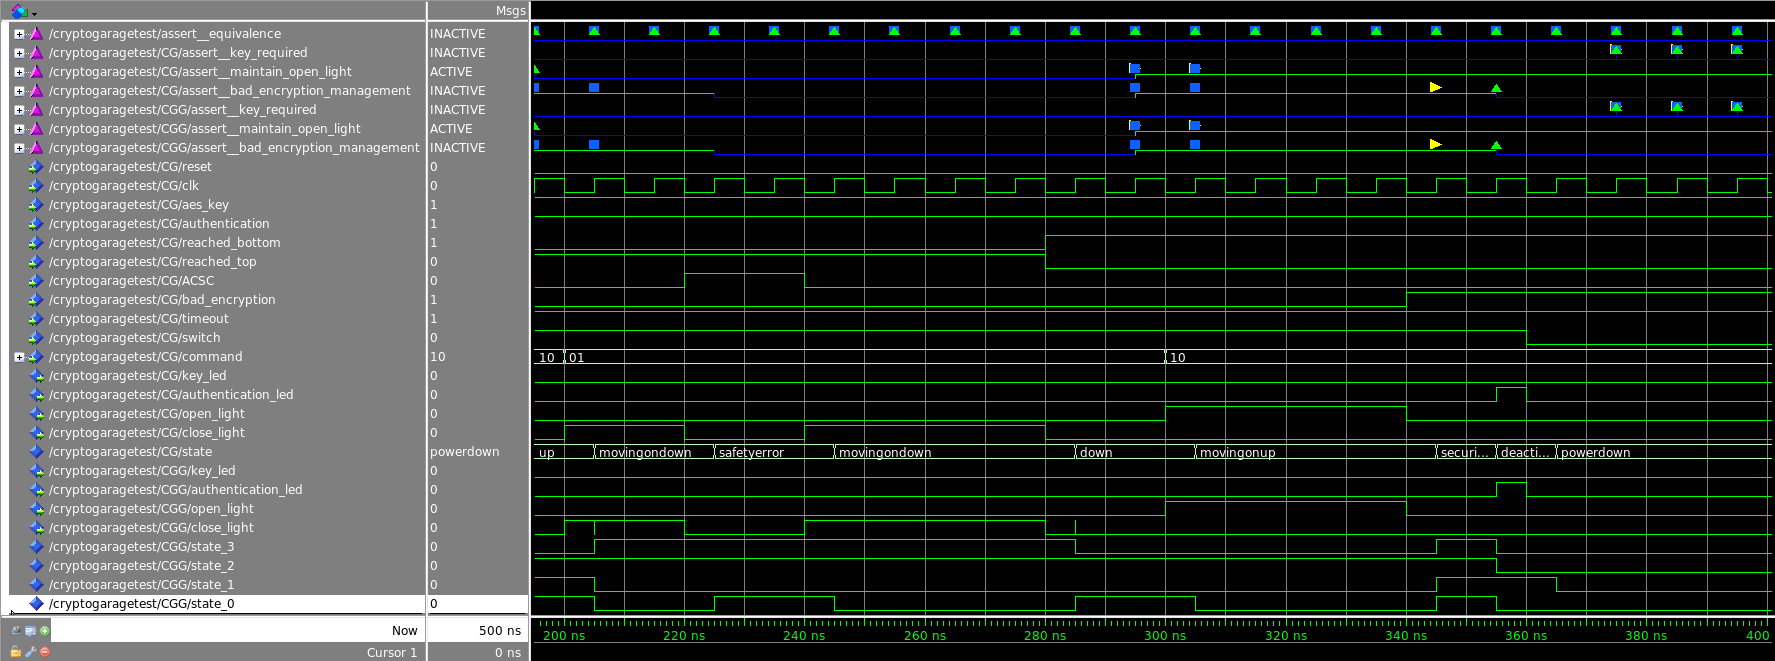 Msgs
/cryptogaragetest/assert__equivalence INACTIVE
/cryptogaragetest/CG/assert__key_required INACTIVE
/cryptogaragetest/CG/assert__maintain_open_light ACTIVE
/cryptogaragetest/CG/assert__bad_encryption_management INACTIVE
/cryptogaragetest/CGG/assert__key_required INACTIVE
/cryptogaragetest/CGG/assert__maintain_open_light ACTIVE
/cryptogaragetest/CGG/assert__bad_encryption_management INACTIVE
/cryptogaragetest/CG/reset 0
/cryptogaragetest/CG/clk 0
/cryptogaragetest/CG/aes_key 1
/cryptogaragetest/CG/authentication 1
/cryptogaragetest/CG/reached_bottom 1
/cryptogaragetest/CG/reached_top 0
/cryptogaragetest/CG/ACSC 0
/cryptogaragetest/CG/bad_encryption 1
/cryptogaragetest/CG/timeout 1
/cryptogaragetest/CG/switch 0
/cryptogaragetest/CG/command 10 10 01 10
/cryptogaragetest/CG/key_led 0
/cryptogaragetest/CG/authentication_led 0
/cryptogaragetest/CG/open_light 0
/cryptogaragetest/CG/close_light 0
/cryptogaragetest/CG/state powerdown up movingondown safetyerror movingondown down movingonup securi... deacti... powerdown
/cryptogaragetest/CGG/key_led 0
/cryptogaragetest/CGG/authentication_led 0
/cryptogaragetest/CGG/open_light 0
/cryptogaragetest/CGG/close_light 0
/cryptogaragetest/CGG/state_3 0
/cryptogaragetest/CGG/state_2 0
/cryptogaragetest/CGG/state_1 0
/cryptogaragetest/CGG/state_0 0
Now 500 ns 200 ns 220 ns 240 ns 260 ns 280 ns 300 ns 320 ns 340 ns 360 ns 380 ns 400
Cursor 1 0 ns